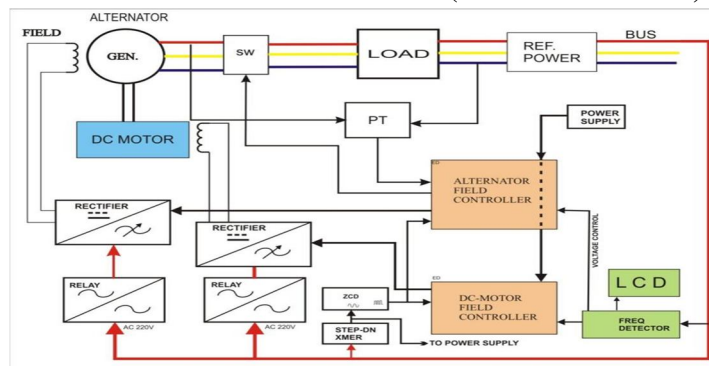 ALTERNATOR
FIELD
GEN.
SW
LOAD
REF.
POWER
BUS
DC MOTOR
PT
POWER
SUPPLY
ED
ALTERNATOR
FIELD
CONTROLLER
RECTIFIER
RECTIFIER
VOLTAGE CONTROL
RELAY
AC 220V
RELAY
AC 220V
ZCD
ED
DC-MOTOR
FIELD
CONTROLLER
LCD
FREQ
DETECTOR
STEP-DN
XMER
TO POWER SUPPLY